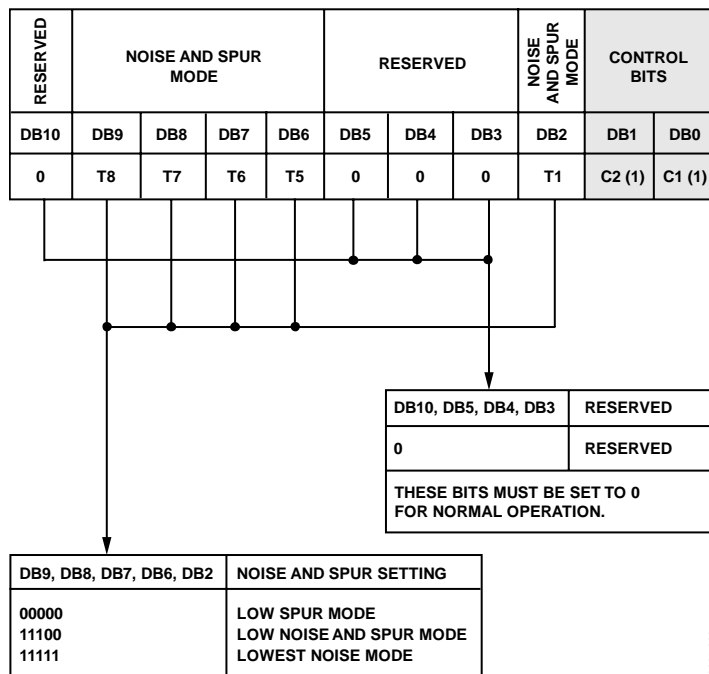 RESERVED
NOISE AND SPUR
MODE
RESERVED
NOISE
AND SPUR
MODE
CONTROL
BITS
DB10 DB9 DB8 DB7 DB6 DB5 DB4 DB3 DB2 DB1 DB0
0 T8 T7 T6 T5 0 0 0 T1 C2 (1) C1 (1)
DB10, DB5, DB4, DB3 RESERVED
0 RESERVED
THESE BITS MUST BE SET TO 0
FOR NORMAL OPERATION.
DB9, DB8, DB7, DB6, DB2 NOISE AND SPUR SETTING
00000 LOW SPUR MODE
11100 LOW NOISE AND SPUR MODE
11111 LOWEST NOISE MODE